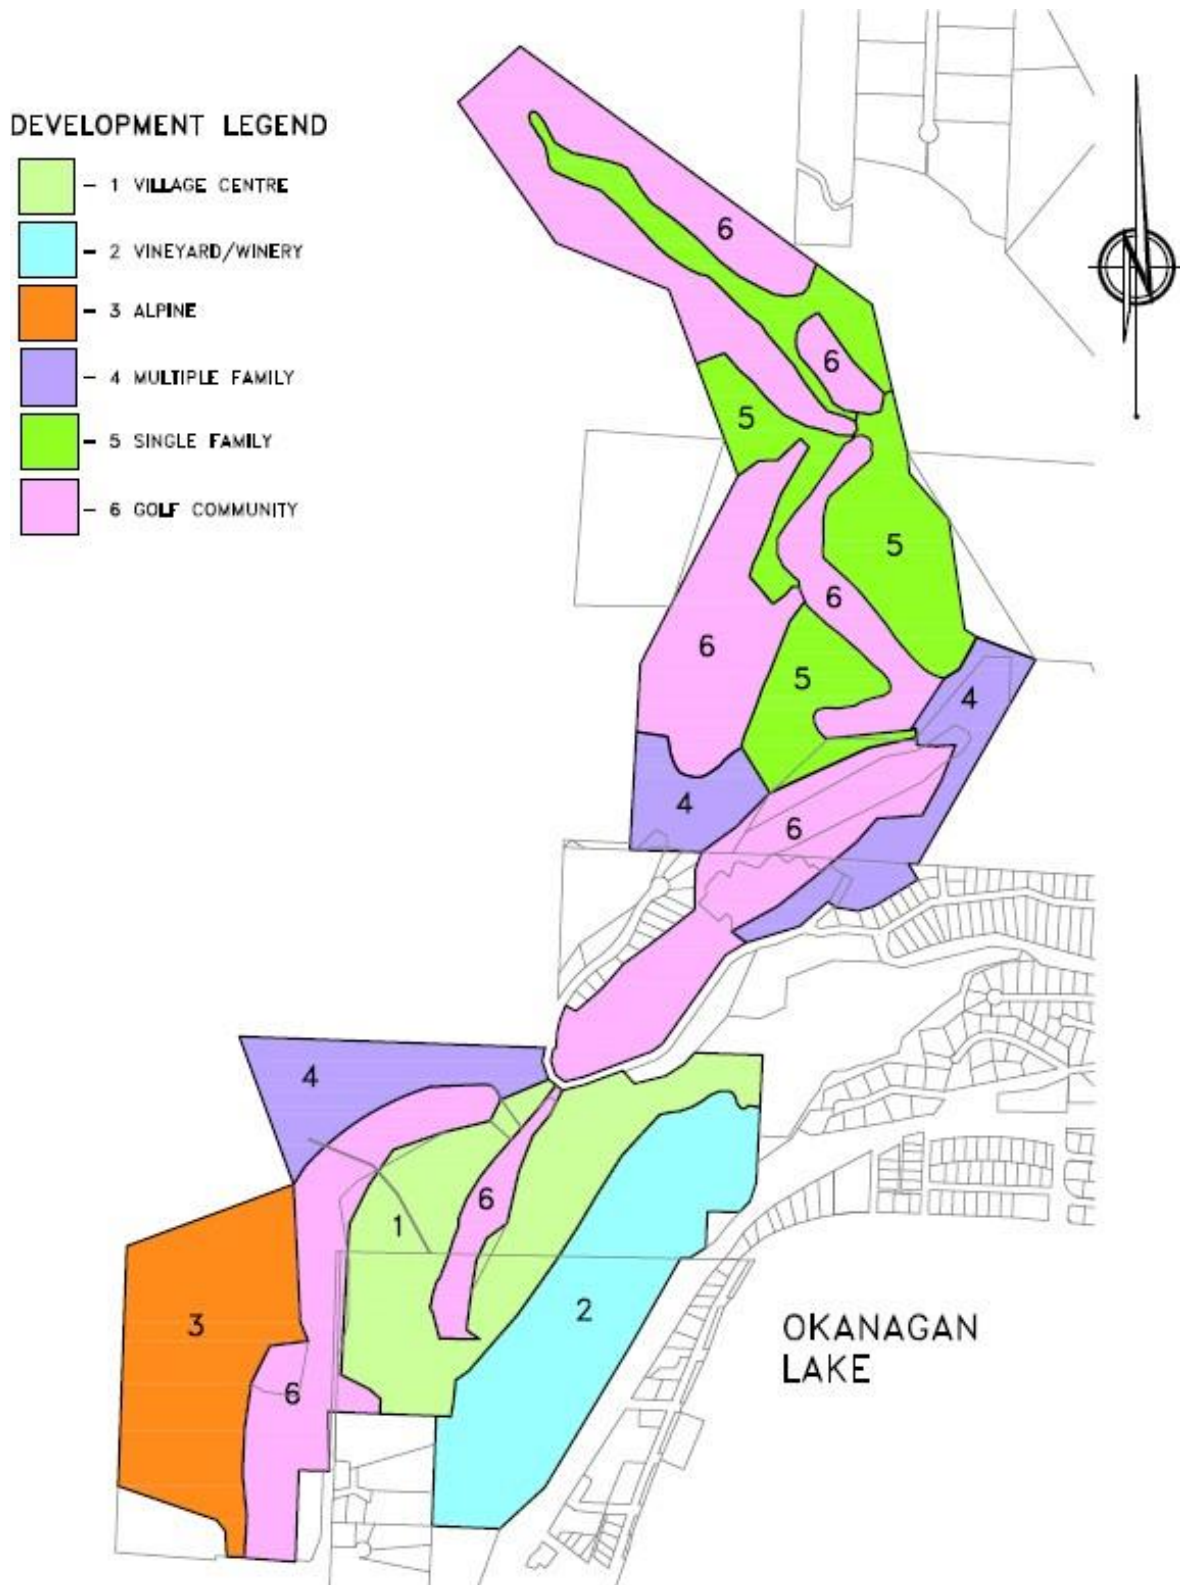 DEVELOPMENT LEGEND
- 1 VILLAGE CENTRE
- 2 VINEYARD/WINERY
- 3 ALPINE
- 4 MULTIPLE FAMILY
- 5 SINGLE FAMILY
- 6 GOLF COMMUNITY
6
N
6
5
5
6
6
5
4
4
6
4
6
1
2
3
OKANAGAN
LAKE
6